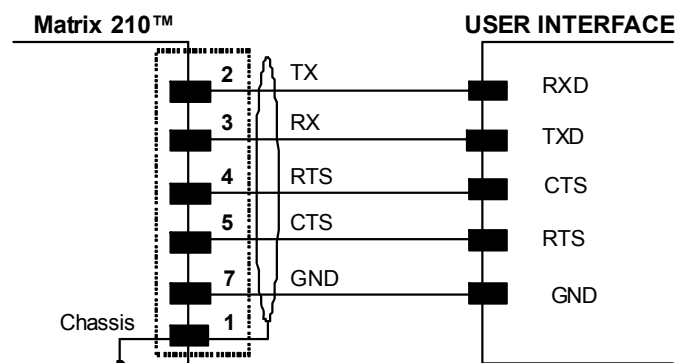 Matrix 210™ USER INTERFACE
2 TX RXD
3 RX TXD
4 RTS CTS
5 CTS RTS
7 GND GND
Chassis 1